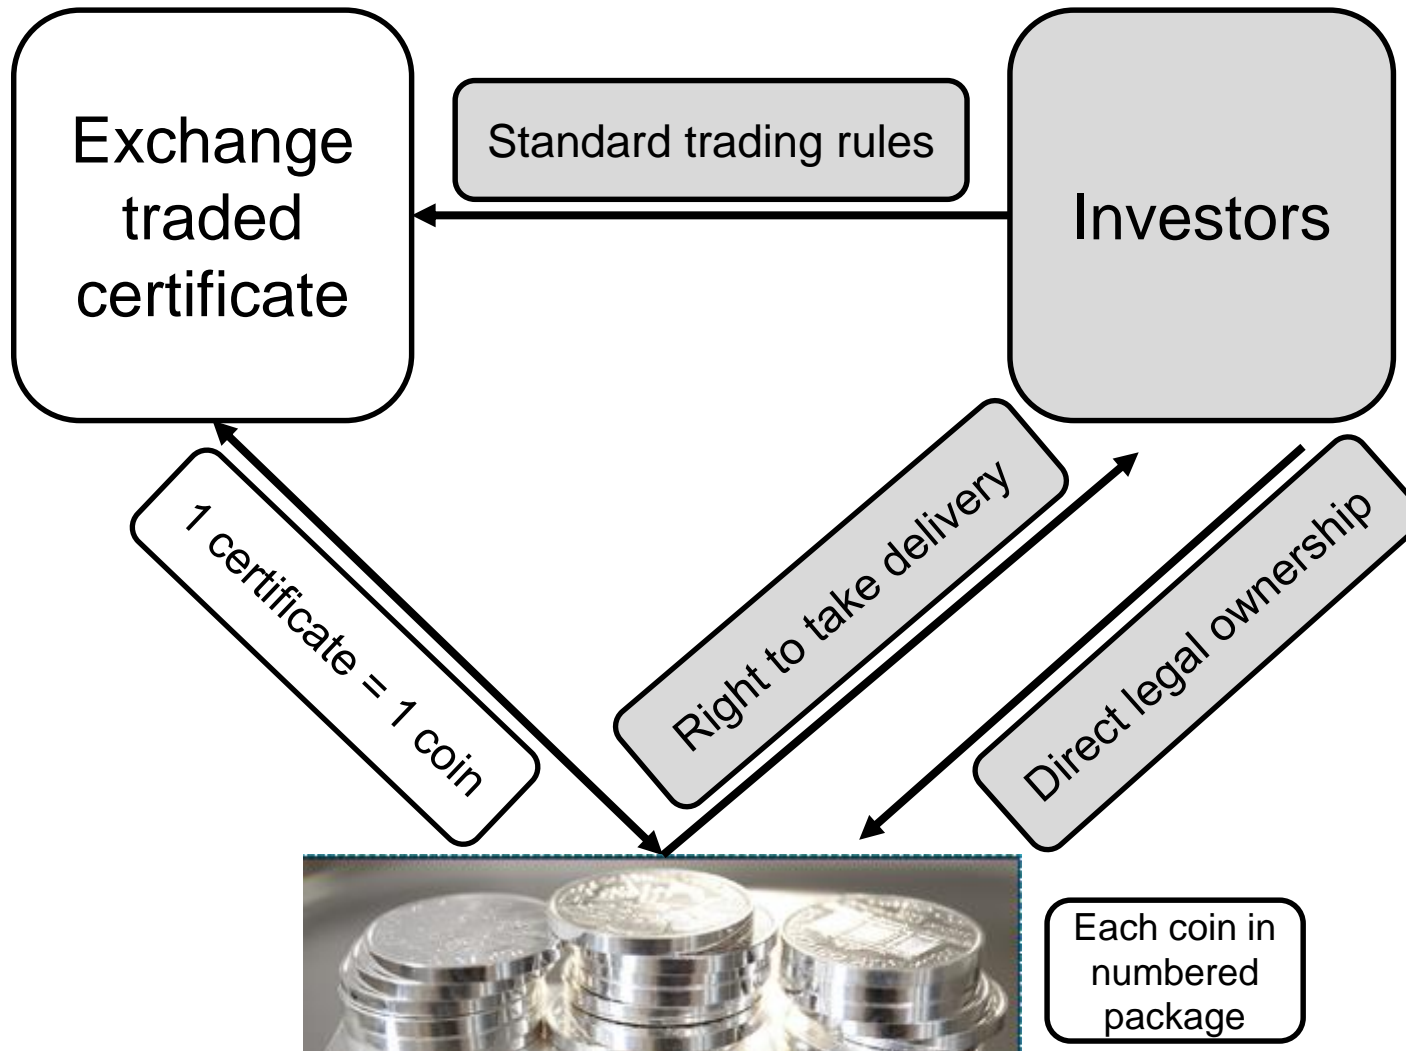 Exchange
traded
certificate
Standard trading rules
Investors
1 certificate = 1 coin
Right to take delivery
Direct legal ownership
Each coin in
numbered
package